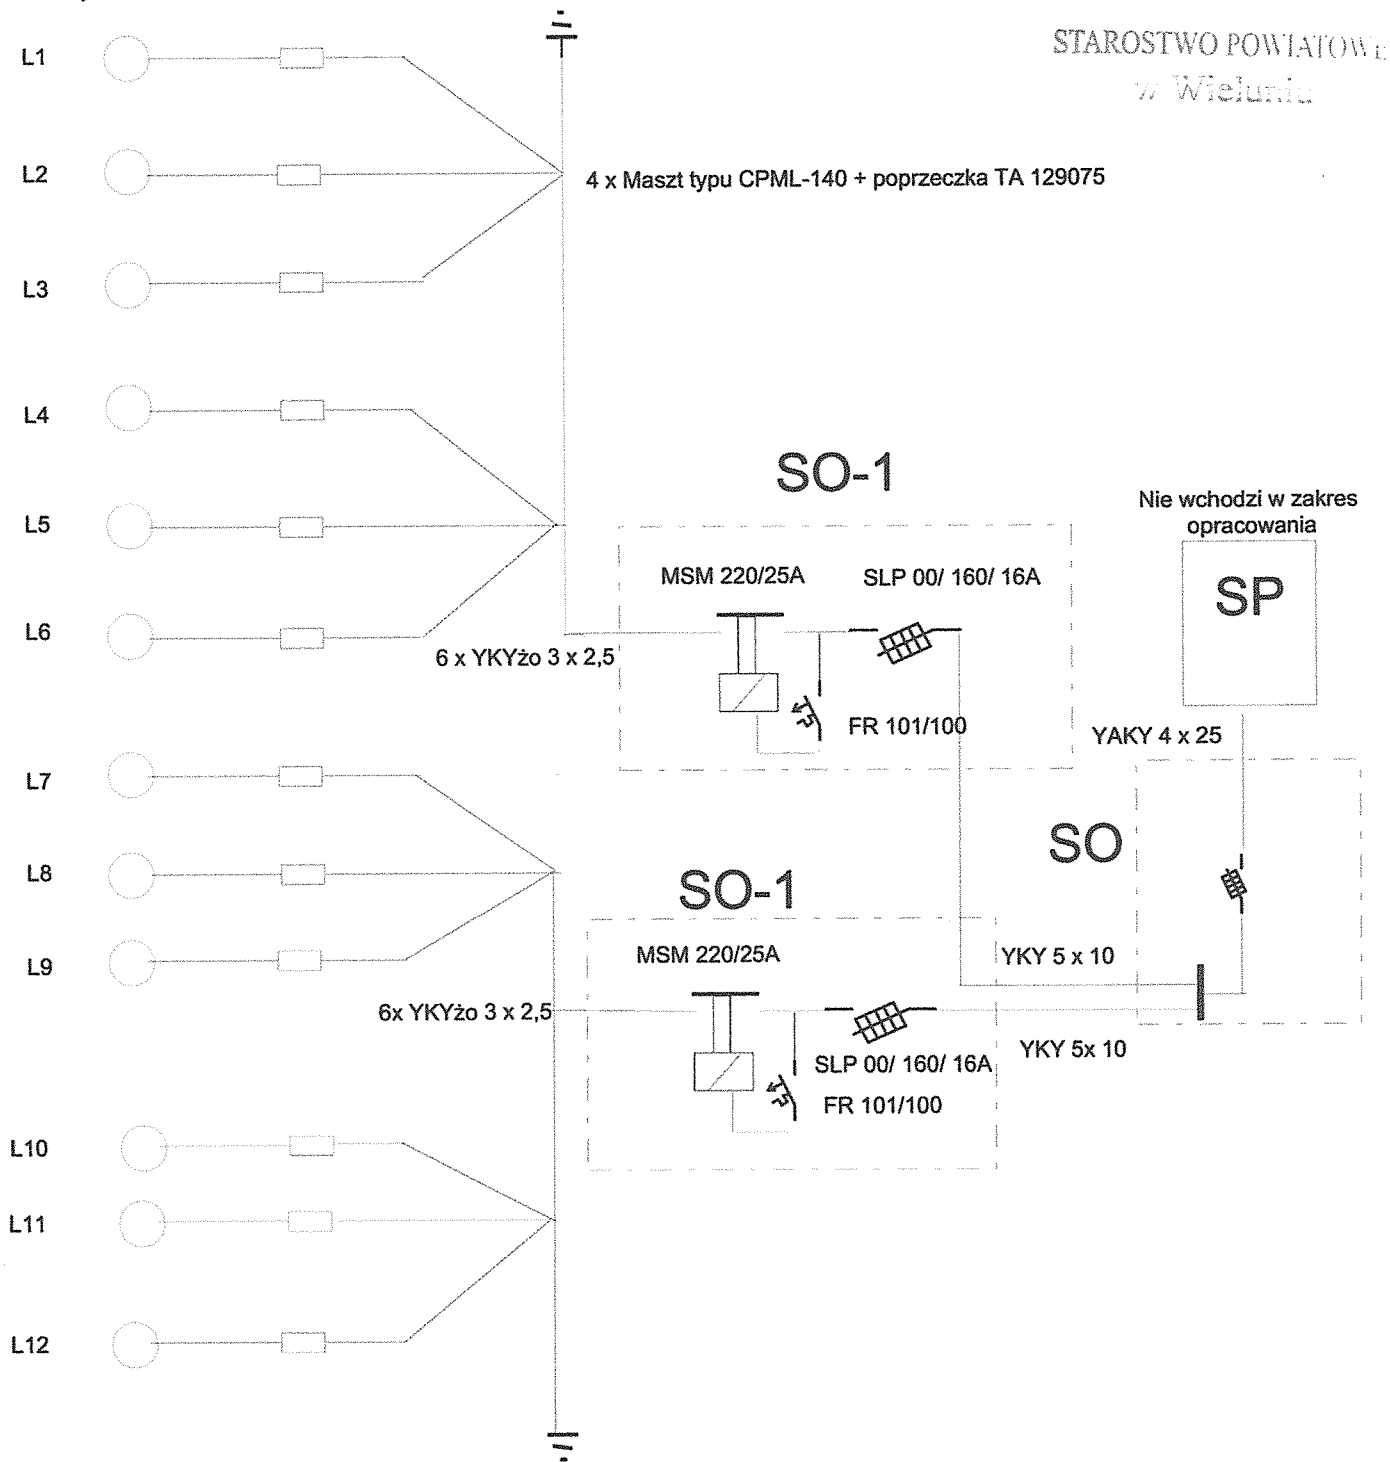 STAROSTWO POWIATOWE
w Wieluniu
L1
L2
4 x Maszt typu CPML-140 + poprzeczka TA 129075
L3
L4
SO-1
Nie wchodzi w zakres
opracowania
L5
MSM 220/25A
SLP 00/ 160/ 16A
SP
L6
6 x YKYżo 3 x 2,5
FR 101/100
YAKY 4 x 25
L7
SO
L8
SO-1
MSM 220/25A
YKY 5 x 10
L9
6x YKYżo 3 x 2,5
YKY 5x 10
SLP 00/ 160/ 16A
FR 101/100
L10
L11
L12